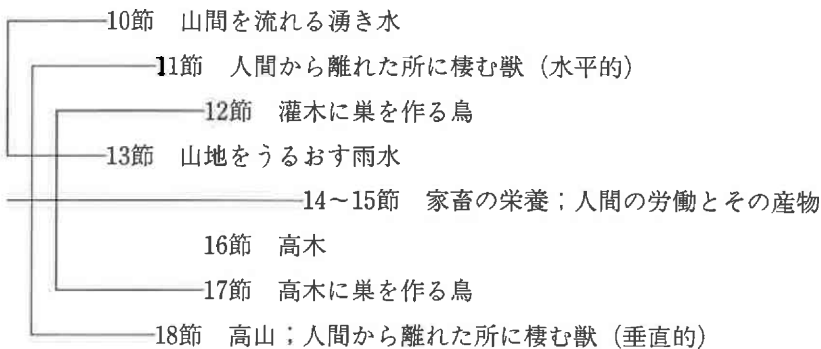 10節 山間を流れる湧き水
11節 人間から離れた所に棲む獣（水平的）
12節 灌木に巣を作る鳥
13節 山地をうるおす雨水
14～15節 家畜の栄養；人間の労働とその産物
16節 高木
17節 高木に巣を作る鳥
18節 高山；人間から離れた所に棲む獣（垂直的）